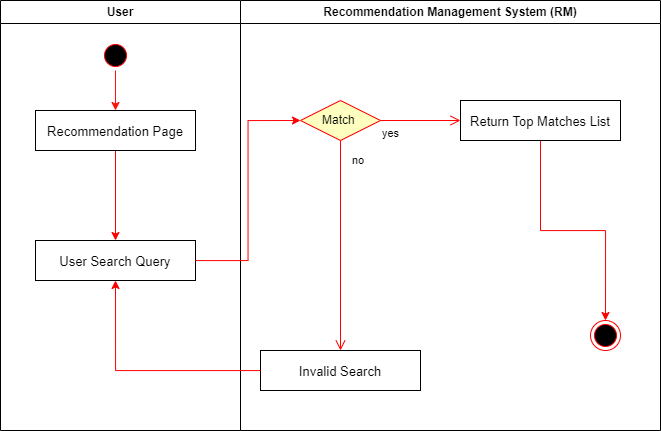 User
Recommendation Management System (RM)
Recommendation Page
Match
yes
Return Top Matches List
no
User Search Query
Invalid Search